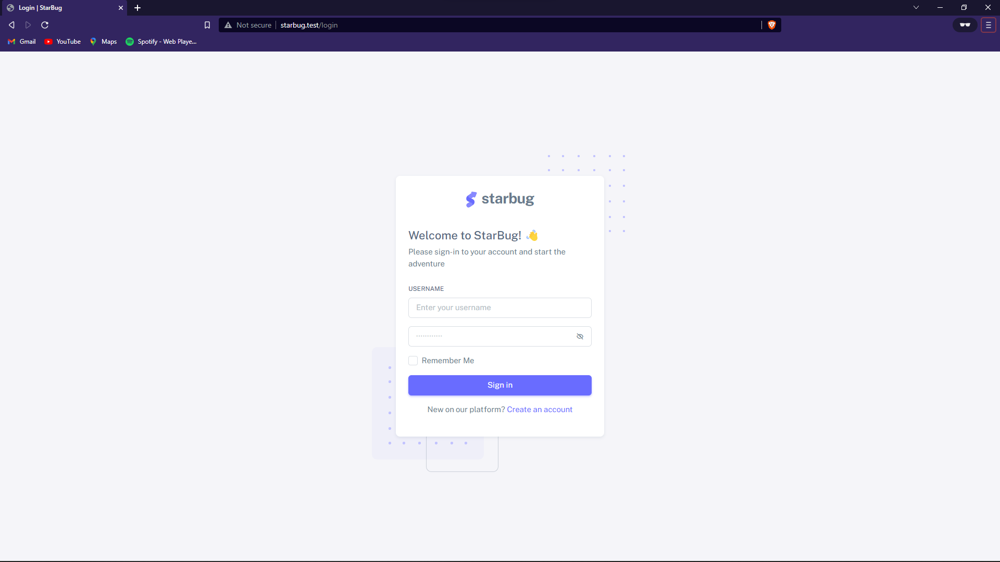 Login | StarBug
Not secure
starbug.test/login
Gmail
YouTube
Maps
Spotify - Web Playe...
starbug
Welcome to StarBug! 👋
Please sign-in to your account and start the
adventure
USERNAME
Enter your username
············
Remember Me
Sign in
New on our platform? Create an account